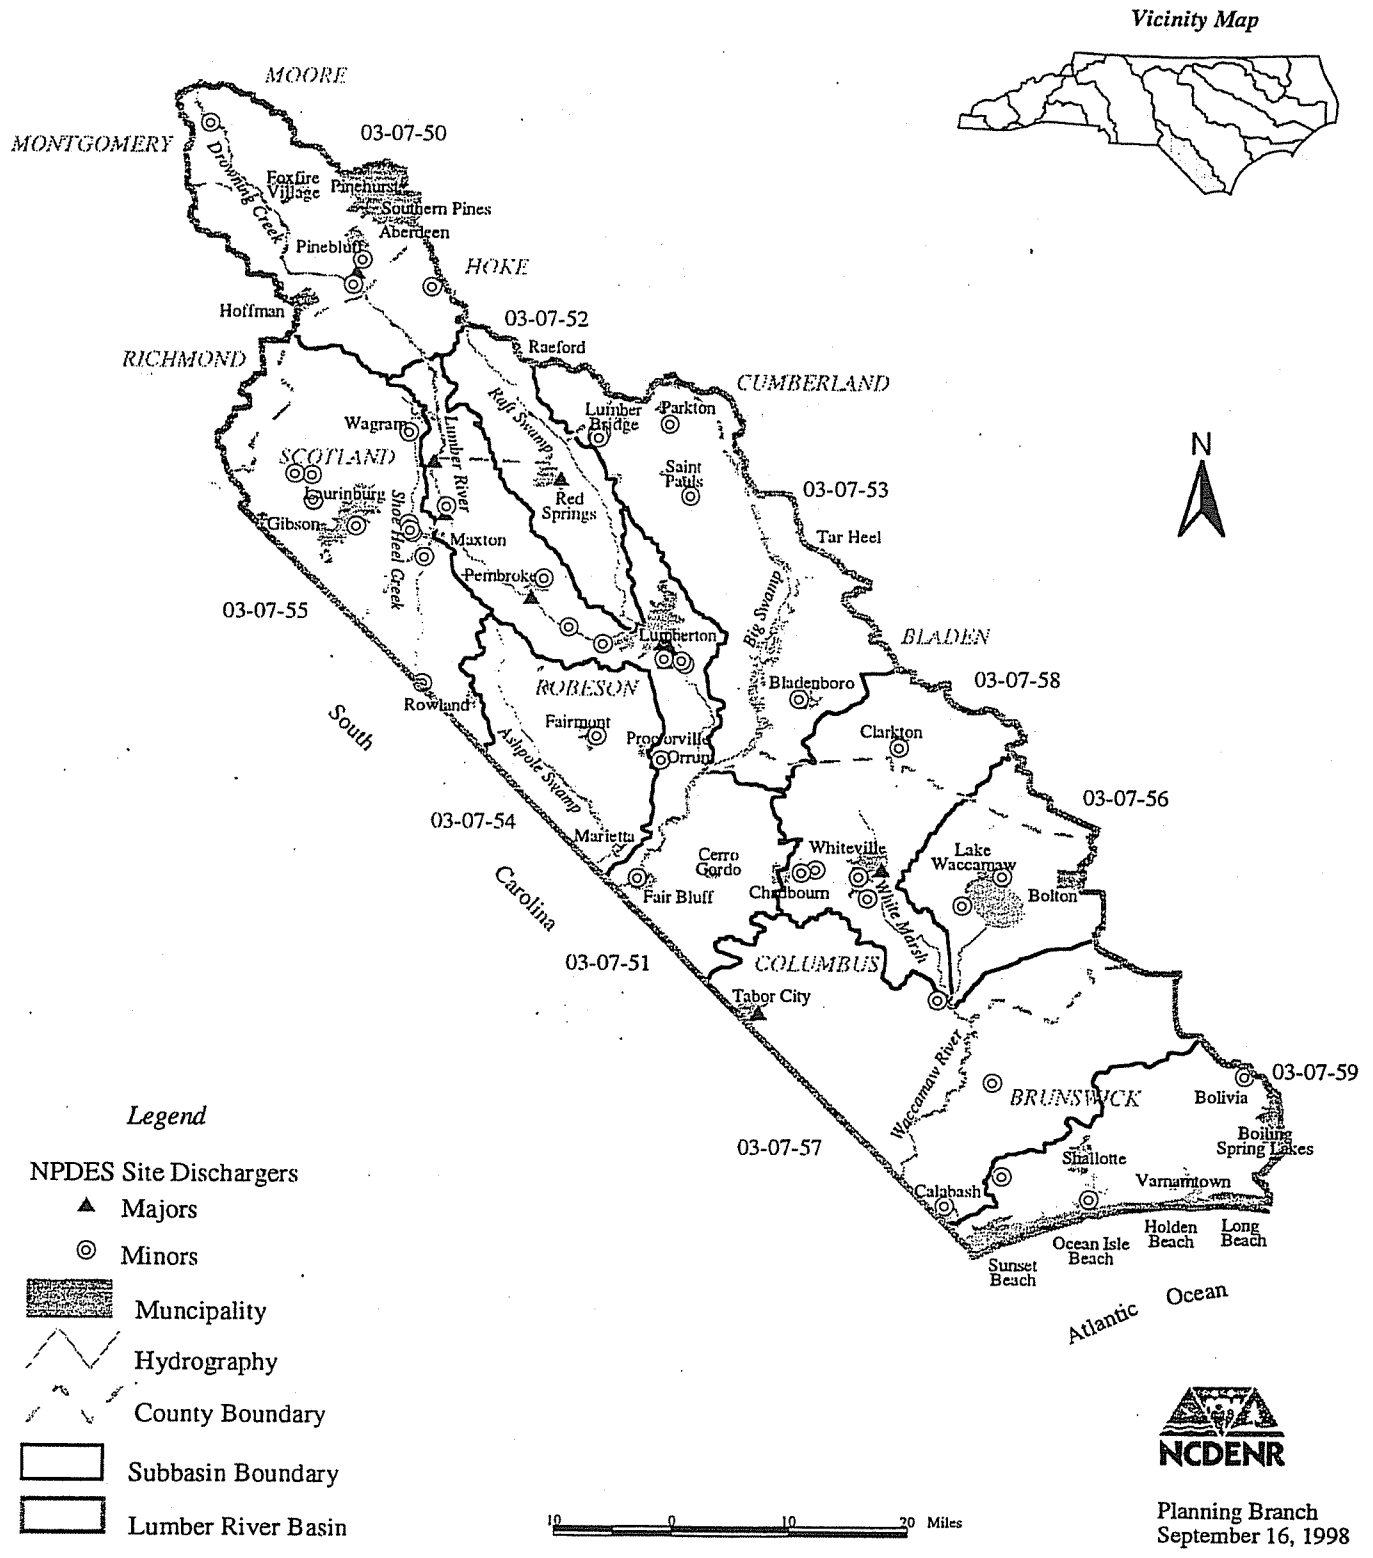 Vicinity Map
MOORE
03-07-50
MONTGOMERY
Drowning Creek
Foxfire
Village
Pinehurst
Southern Pines
Aberdeen
Pinebluff
HOKE
Hoffman
03-07-52
Raeford
RICHMOND
CUMBERLAND
Raft Swamp
Lumber
Bridge
Parkton
Wagram
Lumber River
N
SCOTLAND
Saint
Pauls
03-07-53
Laurinburg
Red
Springs
Shoe Heel Creek
Gibson
Maxton
Tar Heel
Pembroke
Big Swamp
03-07-55
Lumberton
BLADEN
ROBESON
Bladenboro
03-07-58
Rowland
South
Fairmont
Proctorville
Orrum
Clarkton
Ashpole Swamp
03-07-56
03-07-54
Marietta
Cerro
Gordo
Whiteville
Lake
Waccamaw
Carolina
Fair Bluff
Chadbourn
White Marsh
Bolton
03-07-51
COLUMBUS
Tabor City
Waccamaw River
BRUNSWICK
03-07-59
Bolivia
03-07-57
Boiling
Spring Lakes
Shallotte
Varnamtown
Calabash
Holden
Beach
Long
Beach
Ocean Isle
Beach
Sunset
Beach
Atlantic Ocean
Legend
NPDES Site Dischargers
Majors
Minors
Muncipality
Hydrography
County Boundary
Subbasin Boundary
Lumber River Basin
10 0 10 20 Miles
NCDENR
Planning Branch
September 16, 1998